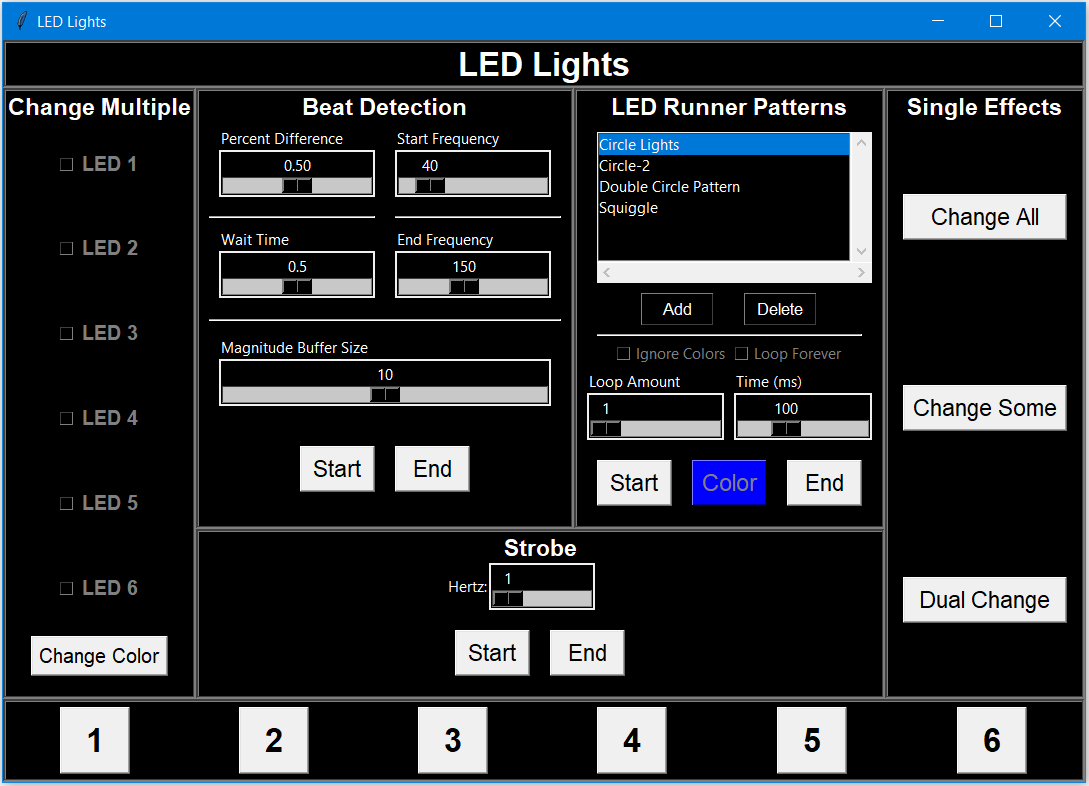 LED Lights
LED Lights
Change Multiple
LED 1
LED 2
LED 3
LED 4
LED 5
LED 6
Change Color
Beat Detection
Percent Difference
0.50
Start Frequency
40
Wait Time
0.5
End Frequency
150
Magnitude Buffer Size
10
Start
End
LED Runner Patterns
Circle Lights
Circle-2
Double Circle Pattern
Squiggle
Add
Delete
Ignore Colors
Loop Forever
Loop Amount
1
Time (ms)
100
Start
Color
End
Strobe
Hertz:
1
Start
End
Single Effects
Change All
Change Some
Dual Change
1
2
3
4
5
6